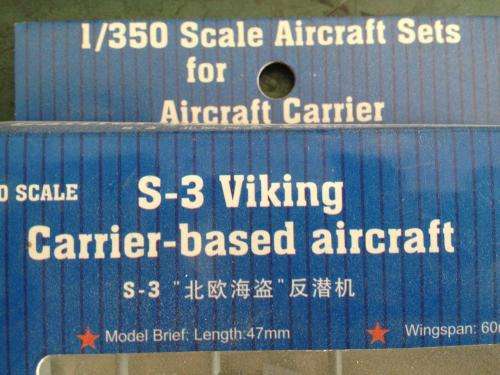 1/350 Scale Aircraft Sets
for
Aircraft Carrier
SCALE
S-3 Viking
Carrier-based aircraft
S-3 "北欧海盗"反潜机
Model Brief: Length:47mm
Wingspan: